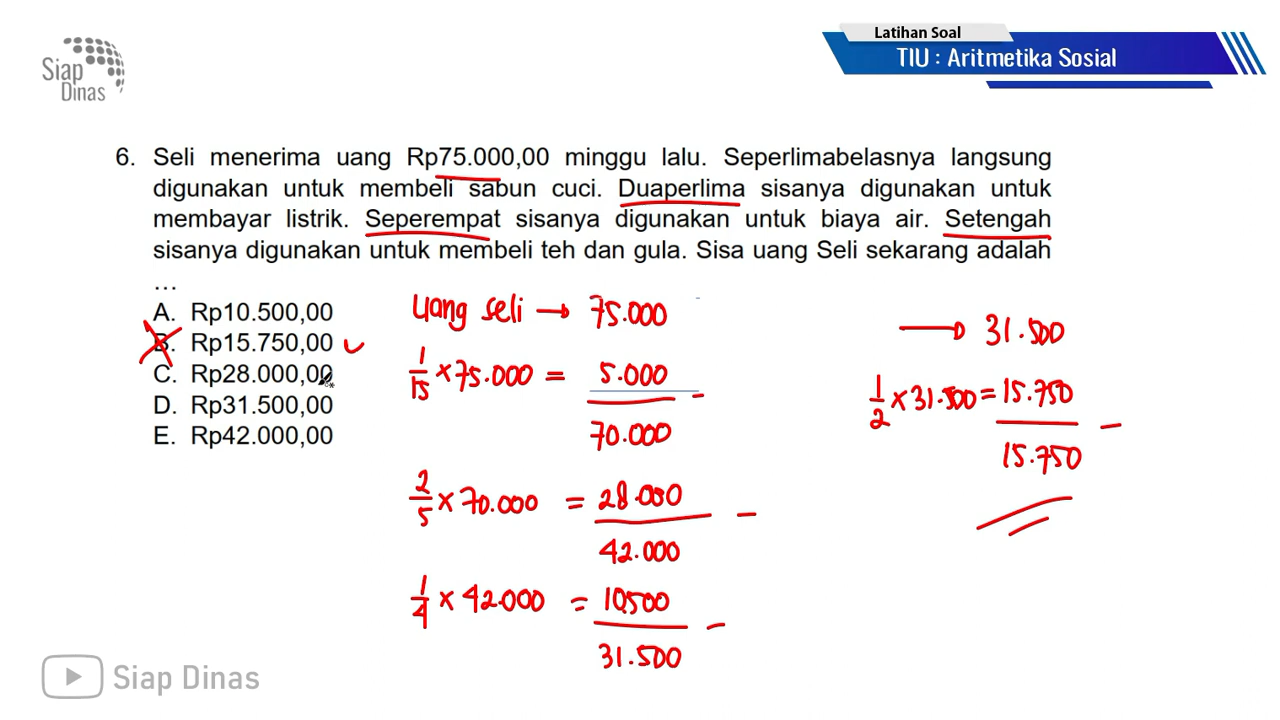 Siap
Dinas
Latihan Soal
TIU : Aritmetika Sosial
6. Seli menerima uang Rp75.000,00 minggu lalu. Seperlimabelasnya langsung
digunakan untuk membeli sabun cuci. Duaperlima sisanya digunakan untuk
membayar listrik. Seperempat sisanya digunakan untuk biaya air. Setengah
sisanya digunakan untuk membeli teh dan gula. Sisa uang Seli sekarang adalah
...
A. Rp10.500,00
B. Rp15.750,00
C. Rp28.000,00
D. Rp31.500,00
E. Rp42.000,00
uang seli → 75.000
1/15 × 75.000 = 5.000 -
70.000
2/5 × 70.000 = 28.000 -
42.000
1/4 × 42.000 = 10.500 -
31.500
→ 31.500
1/2 × 31.500 = 15.750 -
15.750
Siap Dinas